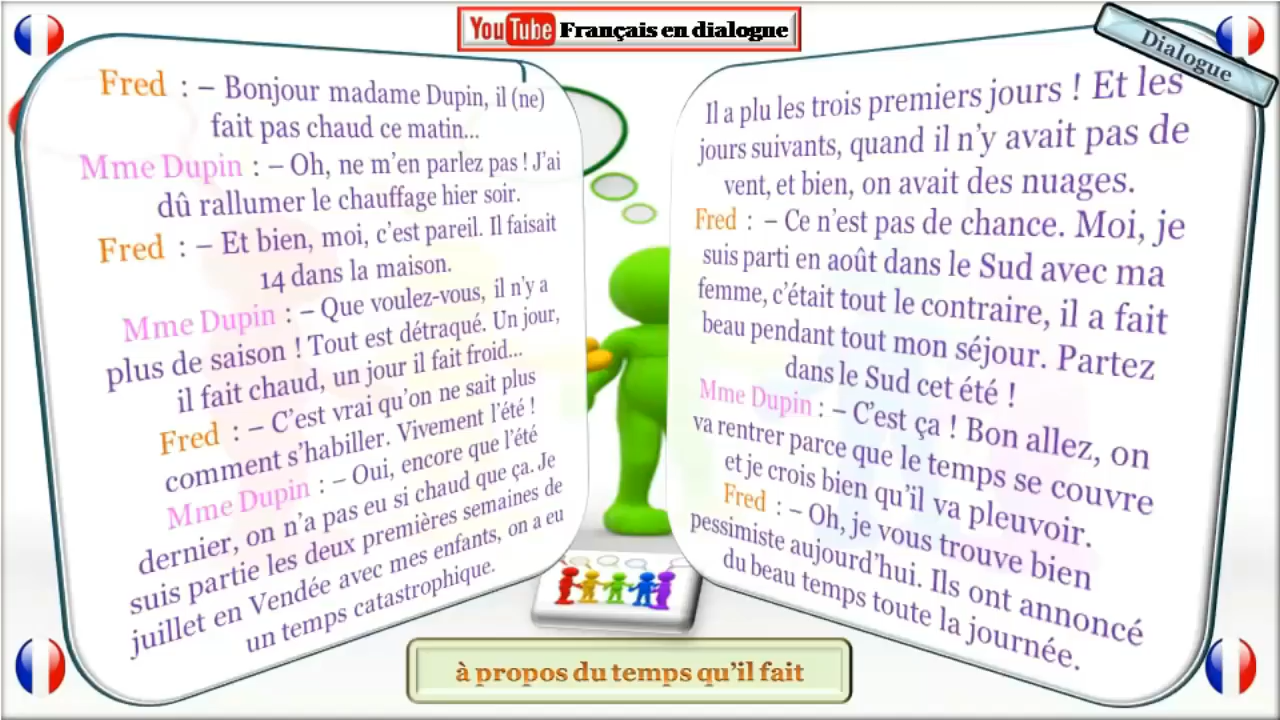 YouTube Français en dialogue
Dialogue
Fred : – Bonjour madame Dupin, il (ne)
fait pas chaud ce matin...
Mme Dupin : – Oh, ne m'en parlez pas ! J'ai
dû rallumer le chauffage hier soir.
Fred : – Et bien, moi, c'est pareil. Il faisait
14 dans la maison.
Mme Dupin : – Que voulez-vous, il n'y a
plus de saison ! Tout est détraqué. Un jour,
il fait chaud, un jour il fait froid...
Fred : – C'est vrai qu'on ne sait plus
comment s'habiller. Vivement l'été !
Mme Dupin : – Oui, encore que l'été
dernier, on n'a pas eu si chaud que ça. Je
suis partie les deux premières semaines de
juillet en Vendée avec mes enfants, on a eu
un temps catastrophique.
Il a plu les trois premiers jours ! Et les
jours suivants, quand il n'y avait pas de
vent, et bien, on avait des nuages.
Fred : – Ce n'est pas de chance. Moi, je
suis parti en août dans le Sud avec ma
femme, c'était tout le contraire, il a fait
beau pendant tout mon séjour. Partez
dans le Sud cet été !
Mme Dupin : – C'est ça ! Bon allez, on
va rentrer parce que le temps se couvre
et je crois bien qu'il va pleuvoir.
Fred : – Oh, je vous trouve bien
pessimiste aujourd'hui. Ils ont annoncé
du beau temps toute la journée.
à propos du temps qu'il fait